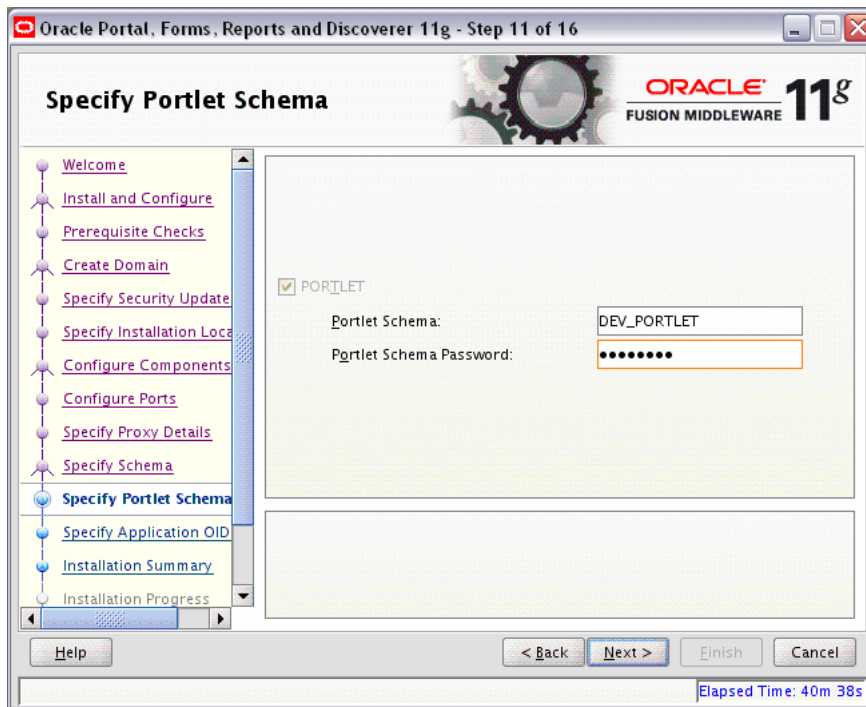 Oracle Portal, Forms, Reports and Discoverer 11g - Step 11 of 16
Specify Portlet Schema
ORACLE
FUSION MIDDLEWARE
11g
Welcome
Install and Configure
Prerequisite Checks
Create Domain
Specify Security Update
Specify Installation Loca
Configure Components
Configure Ports
Specify Proxy Details
Specify Schema
Specify Portlet Schema
Specify Application OID
Installation Summary
Installation Progress
PORTLET
Portlet Schema: DEV_PORTLET
Portlet Schema Password: ●●●●●●●●
Help
< Back
Next >
Finish
Cancel
Elapsed Time: 40m 38s